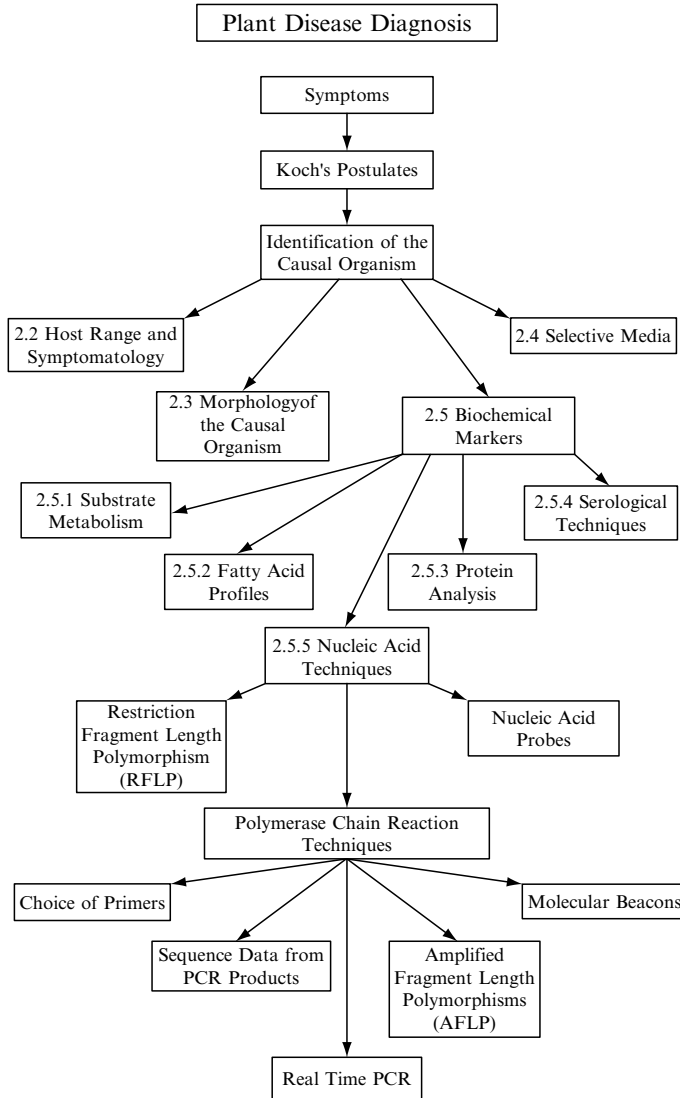 Plant Disease Diagnosis
Symptoms
Koch's Postulates
Identification of the
Causal Organism
2.2 Host Range and
Symptomatology
2.4 Selective Media
2.3 Morphologyof
the Causal
Organism
2.5 Biochemical
Markers
2.5.1 Substrate
Metabolism
2.5.4 Serological
Techniques
2.5.2 Fatty Acid
Profiles
2.5.3 Protein
Analysis
2.5.5 Nucleic Acid
Techniques
Restriction
Fragment Length
Polymorphism
(RFLP)
Nucleic Acid
Probes
Polymerase Chain Reaction
Techniques
Choice of Primers
Molecular Beacons
Sequence Data from
PCR Products
Amplified
Fragment Length
Polymorphisms
(AFLP)
Real Time PCR